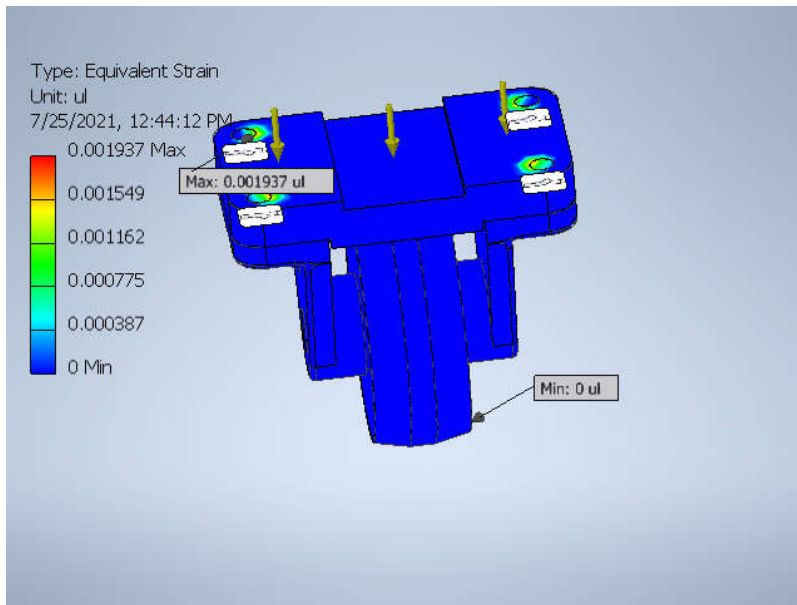 Type: Equivalent Strain
Unit: ul
7/25/2021, 12:44:12 PM
0.001937 Max
Max: 0.001937 ul
0.001549
0.001162
0.000775
0.000387
0 Min
Min: 0 ul